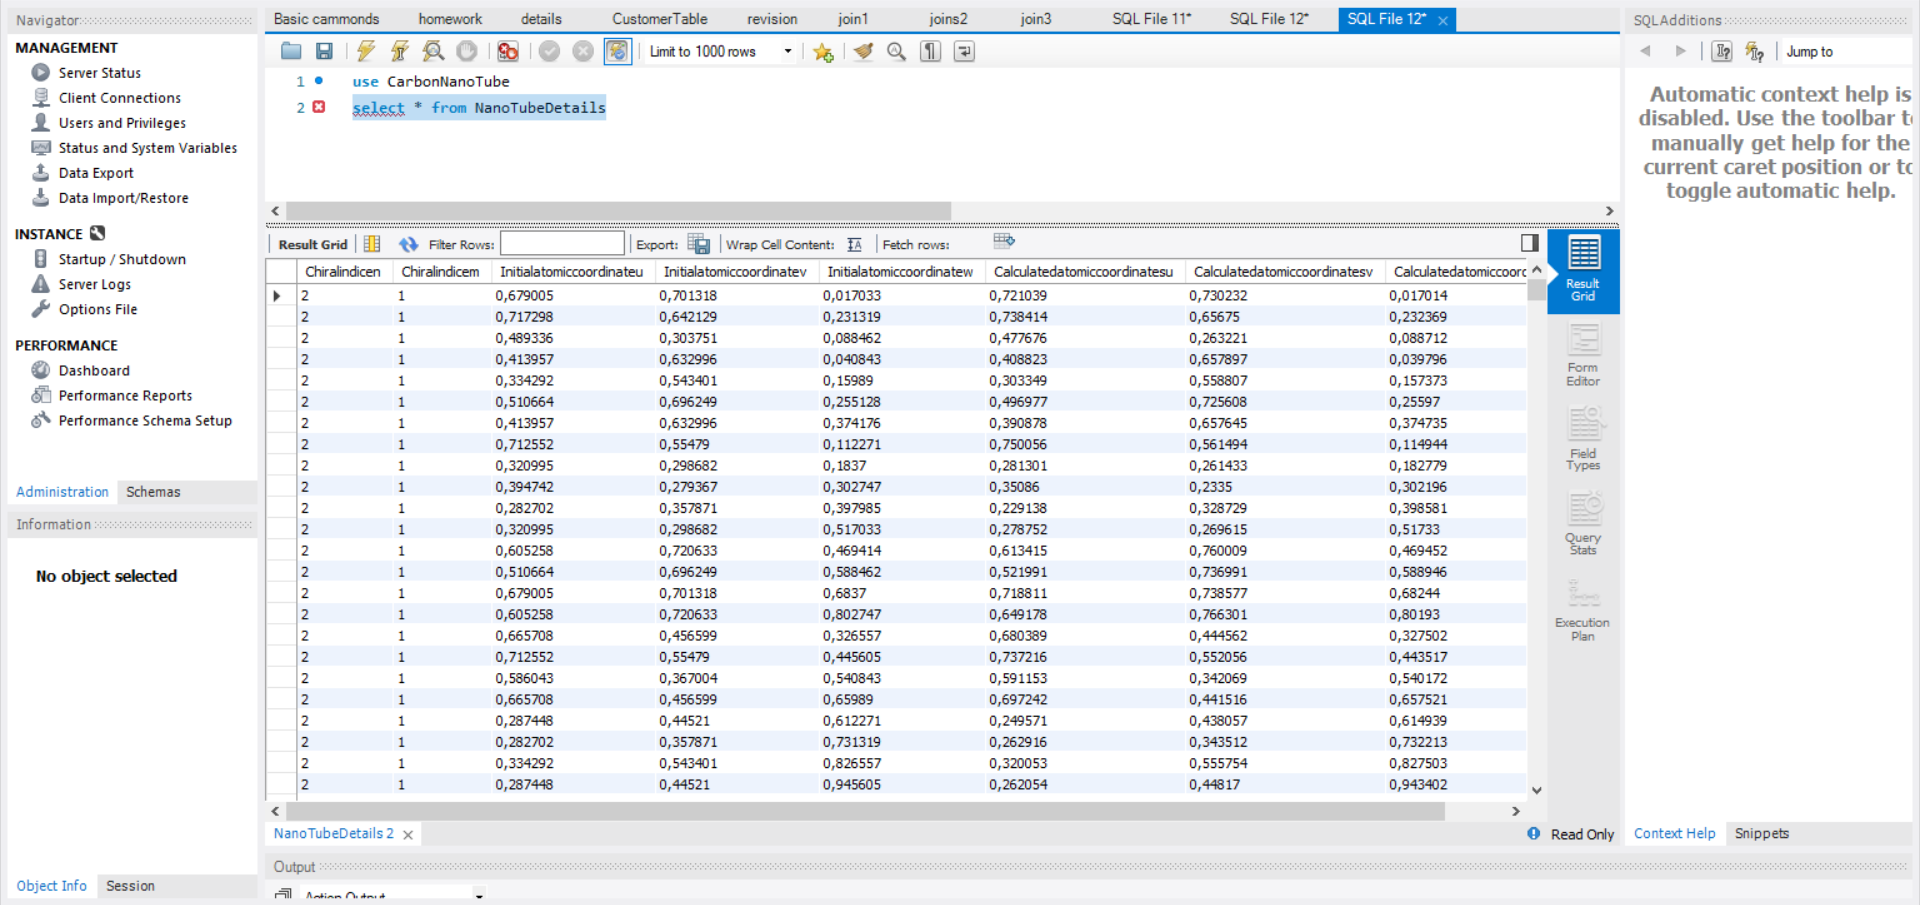 Navigator
MANAGEMENT
Server Status
Client Connections
Users and Privileges
Status and System Variables
Data Export
Data Import/Restore
INSTANCE
Startup / Shutdown
Server Logs
Options File
PERFORMANCE
Dashboard
Performance Reports
Performance Schema Setup
Administration Schemas
Information
No object selected
Object Info Session
Basic cammonds homework details CustomerTable revision join1 joins2 join3 SQL File 11* SQL File 12* SQL File 12*
Limit to 1000 rows
1 use CarbonNanoTube
2 select * from NanoTubeDetails
Result Grid Filter Rows: Export: Wrap Cell Content: Fetch rows:
Chiralindicen Chiralindicem Initialatomiccoordinateu Initialatomiccoordinatev Initialatomiccoordinatew Calculatedatomiccoordinatesu Calculatedatomiccoordinatesv Calculatedatomiccoorc
2 1 0,679005 0,701318 0,017033 0,721039 0,730232 0,017014
2 1 0,717298 0,642129 0,231319 0,738414 0,65675 0,232369
2 1 0,489336 0,303751 0,088462 0,477676 0,263221 0,088712
2 1 0,413957 0,632996 0,040843 0,408823 0,657897 0,039796
2 1 0,334292 0,543401 0,15989 0,303349 0,558807 0,157373
2 1 0,510664 0,696249 0,255128 0,496977 0,725608 0,25597
2 1 0,413957 0,632996 0,374176 0,390878 0,657645 0,374735
2 1 0,712552 0,55479 0,112271 0,750056 0,561494 0,114944
2 1 0,320995 0,298682 0,1837 0,281301 0,261433 0,182779
2 1 0,394742 0,279367 0,302747 0,35086 0,2335 0,302196
2 1 0,282702 0,357871 0,397985 0,229138 0,328729 0,398581
2 1 0,320995 0,298682 0,517033 0,278752 0,269615 0,51733
2 1 0,605258 0,720633 0,469414 0,613415 0,760009 0,469452
2 1 0,510664 0,696249 0,588462 0,521991 0,736991 0,588946
2 1 0,679005 0,701318 0,6837 0,718811 0,738577 0,68244
2 1 0,605258 0,720633 0,802747 0,649178 0,766301 0,80193
2 1 0,665708 0,456599 0,326557 0,680389 0,444562 0,327502
2 1 0,712552 0,55479 0,445605 0,737216 0,552056 0,443517
2 1 0,586043 0,367004 0,540843 0,591153 0,342069 0,540172
2 1 0,665708 0,456599 0,65989 0,697242 0,441516 0,657521
2 1 0,287448 0,44521 0,612271 0,249571 0,438057 0,614939
2 1 0,282702 0,357871 0,731319 0,262916 0,343512 0,732213
2 1 0,334292 0,543401 0,826557 0,320053 0,555754 0,827503
2 1 0,287448 0,44521 0,945605 0,262054 0,44817 0,943402
NanoTubeDetails 2
Read Only
Output
Action Output
Result
Grid
Form
Editor
Field
Types
Query
Stats
Execution
Plan
SQLAdditions
Jump to
Automatic context help is
disabled. Use the toolbar t
manually get help for the
current caret position or to
toggle automatic help.
Context Help Snippets